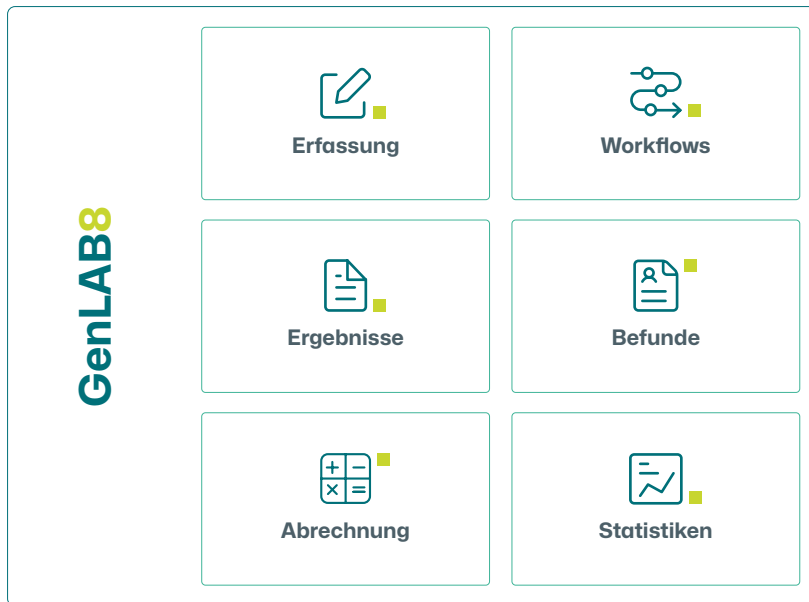 GenLAB8
Erfassung
Workflows
Ergebnisse
Befunde
Abrechnung
Statistiken